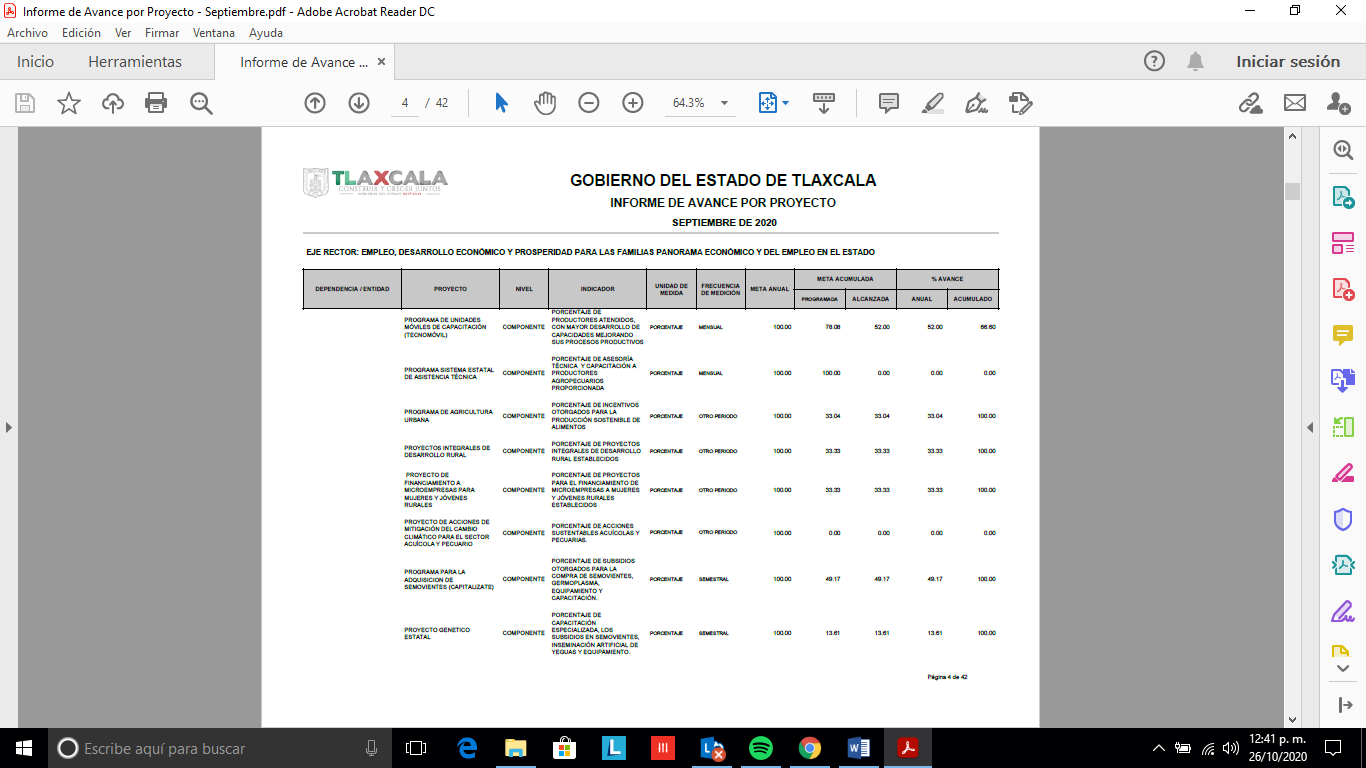 Informe de Avance por Proyecto - Septiembre.pdf - Adobe Acrobat Reader DC
Archivo Edición Ver Firmar Ventana Ayuda
Inicio Herramientas Informe de Avance ... × Iniciar sesión
4 / 42 64.3%
TLAXCALA
CONSTRUIR Y CRECER JUNTOS
GOBIERNO DEL ESTADO DE TLAXCALA
INFORME DE AVANCE POR PROYECTO
SEPTIEMBRE DE 2020
EJE RECTOR: EMPLEO, DESARROLLO ECONÓMICO Y PROSPERIDAD PARA LAS FAMILIAS PANORAMA ECONÓMICO Y DEL EMPLEO EN EL ESTADO
DEPENDENCIA / ENTIDAD
PROYECTO
NIVEL
INDICADOR
UNIDAD DE
MEDIDA
FRECUENCIA
DE MEDICIÓN
META ANUAL
META ACUMULADA
PROGRAMADA ALCANZADA
% AVANCE
ANUAL ACUMULADO
PROGRAMA DE UNIDADES
MÓVILES DE CAPACITACIÓN
(TECNOMÓVIL)
COMPONENTE
PORCENTAJE DE
PRODUCTORES ATENDIDOS,
CON MAYOR DESARROLLO DE
CAPACIDADES MEJORANDO
SUS PROCESOS PRODUCTIVOS
PORCENTAJE MENSUAL 100.00 78.08 52.00 52.00 66.60
PROGRAMA SISTEMA ESTATAL
DE ASISTENCIA TÉCNICA
COMPONENTE
PORCENTAJE DE ASESORÍA
TÉCNICA Y CAPACITACIÓN A
PRODUCTORES
AGROPECUARIOS
PROPORCIONADA
PORCENTAJE MENSUAL 100.00 100.00 0.00 0.00 0.00
PROGRAMA DE AGRICULTURA
URBANA
COMPONENTE
PORCENTAJE DE INCENTIVOS
OTORGADOS PARA LA
PRODUCCIÓN SOSTENIBLE DE
ALIMENTOS
PORCENTAJE OTRO PERIODO 100.00 33.04 33.04 33.04 100.00
PROYECTOS INTEGRALES DE
DESARROLLO RURAL
COMPONENTE
PORCENTAJE DE PROYECTOS
INTEGRALES DE DESARROLLO
RURAL ESTABLECIDOS
PORCENTAJE OTRO PERIODO 100.00 33.33 33.33 33.33 100.00
PROYECTO DE
FINANCIAMIENTO A
MICROEMPRESAS PARA
MUJERES Y JÓVENES
RURALES
COMPONENTE
PORCENTAJE DE PROYECTOS
PARA EL FINANCIAMIENTO DE
MICROEMPRESAS A MUJERES
Y JÓVENES RURALES
ESTABLECIDOS
PORCENTAJE OTRO PERIODO 100.00 33.33 33.33 33.33 100.00
PROYECTO DE ACCIONES DE
MITIGACIÓN DEL CAMBIO
CLIMÁTICO PARA EL SECTOR
ACUÍCOLA Y PECUARIO
COMPONENTE
PORCENTAJE DE ACCIONES
SUSTENTABLES ACUÍCOLAS Y
PECUARIAS.
PORCENTAJE OTRO PERIODO 100.00 0.00 0.00 0.00 0.00
PROGRAMA PARA LA
ADQUISICION DE
SEMOVIENTES (CAPITALIZATE)
COMPONENTE
PORCENTAJE DE SUBSIDIOS
OTORGADOS PARA LA
COMPRA DE SEMOVIENTES,
GERMOPLASMA,
EQUIPAMIENTO Y
CAPACITACIÓN.
PORCENTAJE SEMESTRAL 100.00 49.17 49.17 49.17 100.00
PROYECTO GENETICO
ESTATAL
COMPONENTE
PORCENTAJE DE
CAPACITACIÓN
ESPECIALIZADA, LOS
SUBSIDIOS EN SEMOVIENTES,
INSEMINACIÓN ARTIFICIAL DE
YEGUAS Y EQUIPAMIENTO.
PORCENTAJE SEMESTRAL 100.00 13.61 13.61 13.61 100.00
Página 4 de 42
Escribe aquí para buscar
12:41 p. m.
26/10/2020